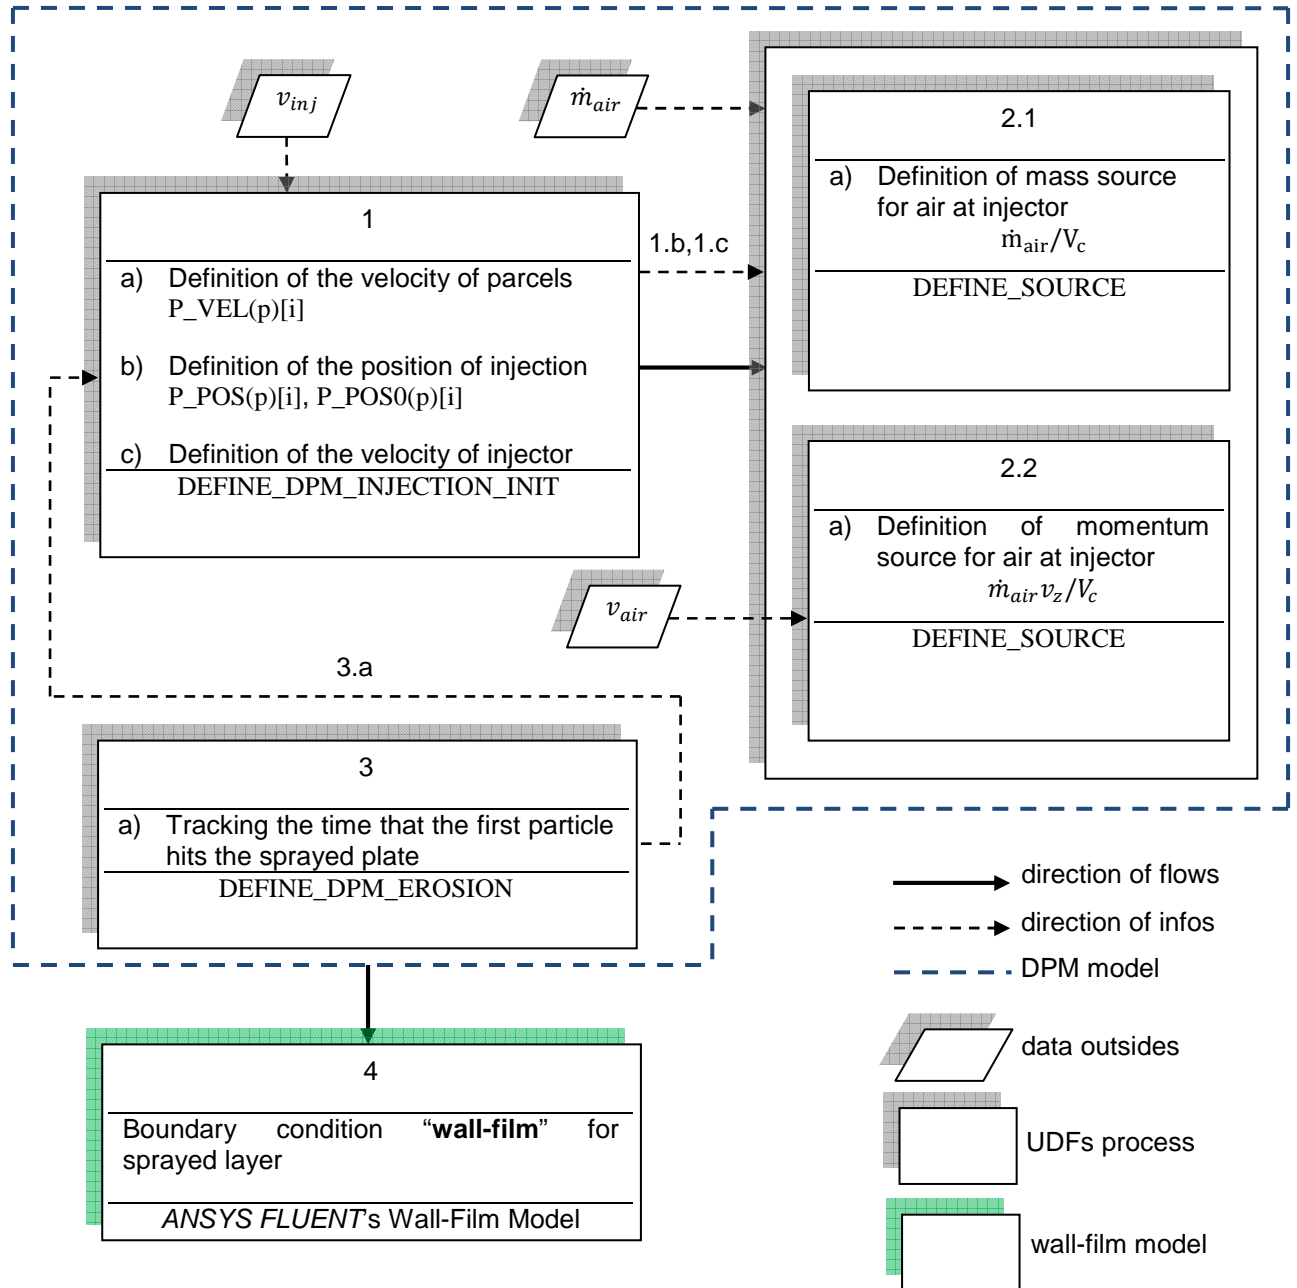 v_inj
ṁ_air
1
a) Definition of the velocity of parcels
P_VEL(p)[i]
b) Definition of the position of injection
P_POS(p)[i], P_POS0(p)[i]
c) Definition of the velocity of injector
DEFINE_DPM_INJECTION_INIT
1.b,1.c
2.1
a) Definition of mass source
for air at injector
ṁ_air/V_c
DEFINE_SOURCE
2.2
a) Definition of momentum
source for air at injector
ṁ_air v_z/V_c
DEFINE_SOURCE
v_air
3.a
3
a) Tracking the time that the first particle
hits the sprayed plate
DEFINE_DPM_EROSION
4
Boundary condition “wall-film” for
sprayed layer
ANSYS FLUENT's Wall-Film Model
direction of flows
direction of infos
DPM model
data outsides
UDFs process
wall-film model